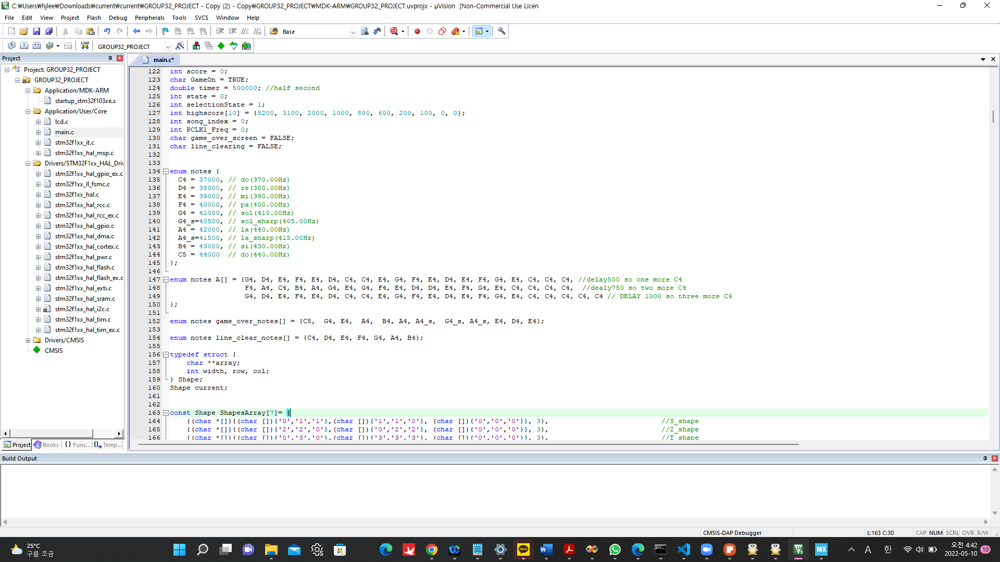 C:₩Users₩hjlee₩Downloads₩current₩current₩GROUP32_PROJECT - Copy (2) - Copy₩GROUP32_PROJECT₩MDK-ARM₩GROUP32_PROJECT.uvprojx - µVision  [Non-Commercial Use Licen
File Edit View Project Flash Debug Peripherals Tools SVCS Window Help
Base
LOAD
GROUP32_PROJECT
Project
main.c*
Project: GROUP32_PROJECT
GROUP32_PROJECT
Application/MDK-ARM
startup_stm32f103xe.s
Application/User/Core
lcd.c
main.c
stm32f1xx_it.c
stm32f1xx_hal_msp.c
Drivers/STM32F1xx_HAL_Driv
stm32f1xx_hal_gpio_ex.c
stm32f1xx_ll_fsmc.c
stm32f1xx_hal.c
stm32f1xx_hal_rcc.c
stm32f1xx_hal_rcc_ex.c
stm32f1xx_hal_gpio.c
stm32f1xx_hal_dma.c
stm32f1xx_hal_cortex.c
stm32f1xx_hal_pwr.c
stm32f1xx_hal_flash.c
stm32f1xx_hal_flash_ex.c
stm32f1xx_hal_exti.c
stm32f1xx_hal_sram.c
stm32f1xx_hal_i2c.c
stm32f1xx_hal_tim.c
stm32f1xx_hal_tim_ex.c
Drivers/CMSIS
CMSIS
Project Books {} Func... Temp...
122 int score = 0;
123 char GameOn = TRUE;
124 double timer = 500000; //half second
125 int state = 0;
126 int selectionState = 1;
127 int highscore[10] = {5200, 3100, 2000, 1000, 800, 600, 200, 100, 0, 0};
128 int song_index = 0;
129 int PCLK1_Freq = 0;
130 char game_over_screen = FALSE;
131 char line_clearing = FALSE;
132
133
134 enum notes {
135   C4 = 37000, // do(370.00Hz)
136   D4 = 38000, // re(380.00Hz)
137   E4 = 39000, // mi(390.00Hz)
138   F4 = 40000, // pa(400.00Hz)
139   G4 = 41000, // sol(410.00Hz)
140   G4_s=40500, // sol_sharp(405.00Hz)
141   A4 = 42000, // la(440.00Hz)
142   A4_s=41500, // la_sharp(415.00Hz)
143   B4 = 43000, // si(430.00Hz)
144   C5 = 44000  // do(440.00Hz)
145 };
146
147 enum notes A[] = {G4, D4, E4, F4, E4, D4, C4, C4, E4, G4, F4, E4, D4, E4, F4, G4, E4, C4, C4, C4, //delay500 so one more C4
148                   F4, A4, C4, B4, A4, G4, E4, G4, F4, E4, D4, D4, E4, F4, G4, E4, C4, C4, C4, C4,  //dealy750 so two more C4
149                   G4, D4, E4, F4, E4, D4, C4, C4, E4, G4, F4, E4, D4, E4, F4, G4, E4, C4, C4, C4, C4, C4 // DELAY 1000 so three more C4
150 };
151
152 enum notes game_over_notes[] = {C5,  G4, E4,  A4,  B4, A4, A4_s,  G4_s, A4_s, E4, D4, E4};
153
154 enum notes line_clear_notes[] = {C4, D4, E4, F4, G4, A4, B4};
155
156 typedef struct {
157     char **array;
158     int width, row, col;
159 } Shape;
160 Shape current;
161
162
163 const Shape ShapesArray[7]= {
164     {(char *[]){(char []){'0','1','1'},(char []){'1','1','0'}, (char []){'0','0','0'}}, 3},                           //S_shape
165     {(char *[]){(char []){'2','2','0'},(char []){'0','2','2'}, (char []){'0','0','0'}}, 3},                           //Z_shape
166     {(char *[]){(char []){'0','3','0'},(char []){'3','3','3'}, (char []){'0','0','0'}}, 3},                           //T_shape
Build Output
CMSIS-DAP Debugger
L:163 C:30
CAP NUM SCRL OVR R/W
25°C
구름 조금
TALK
MX
A
한
오전 4:42
2022-05-10
10